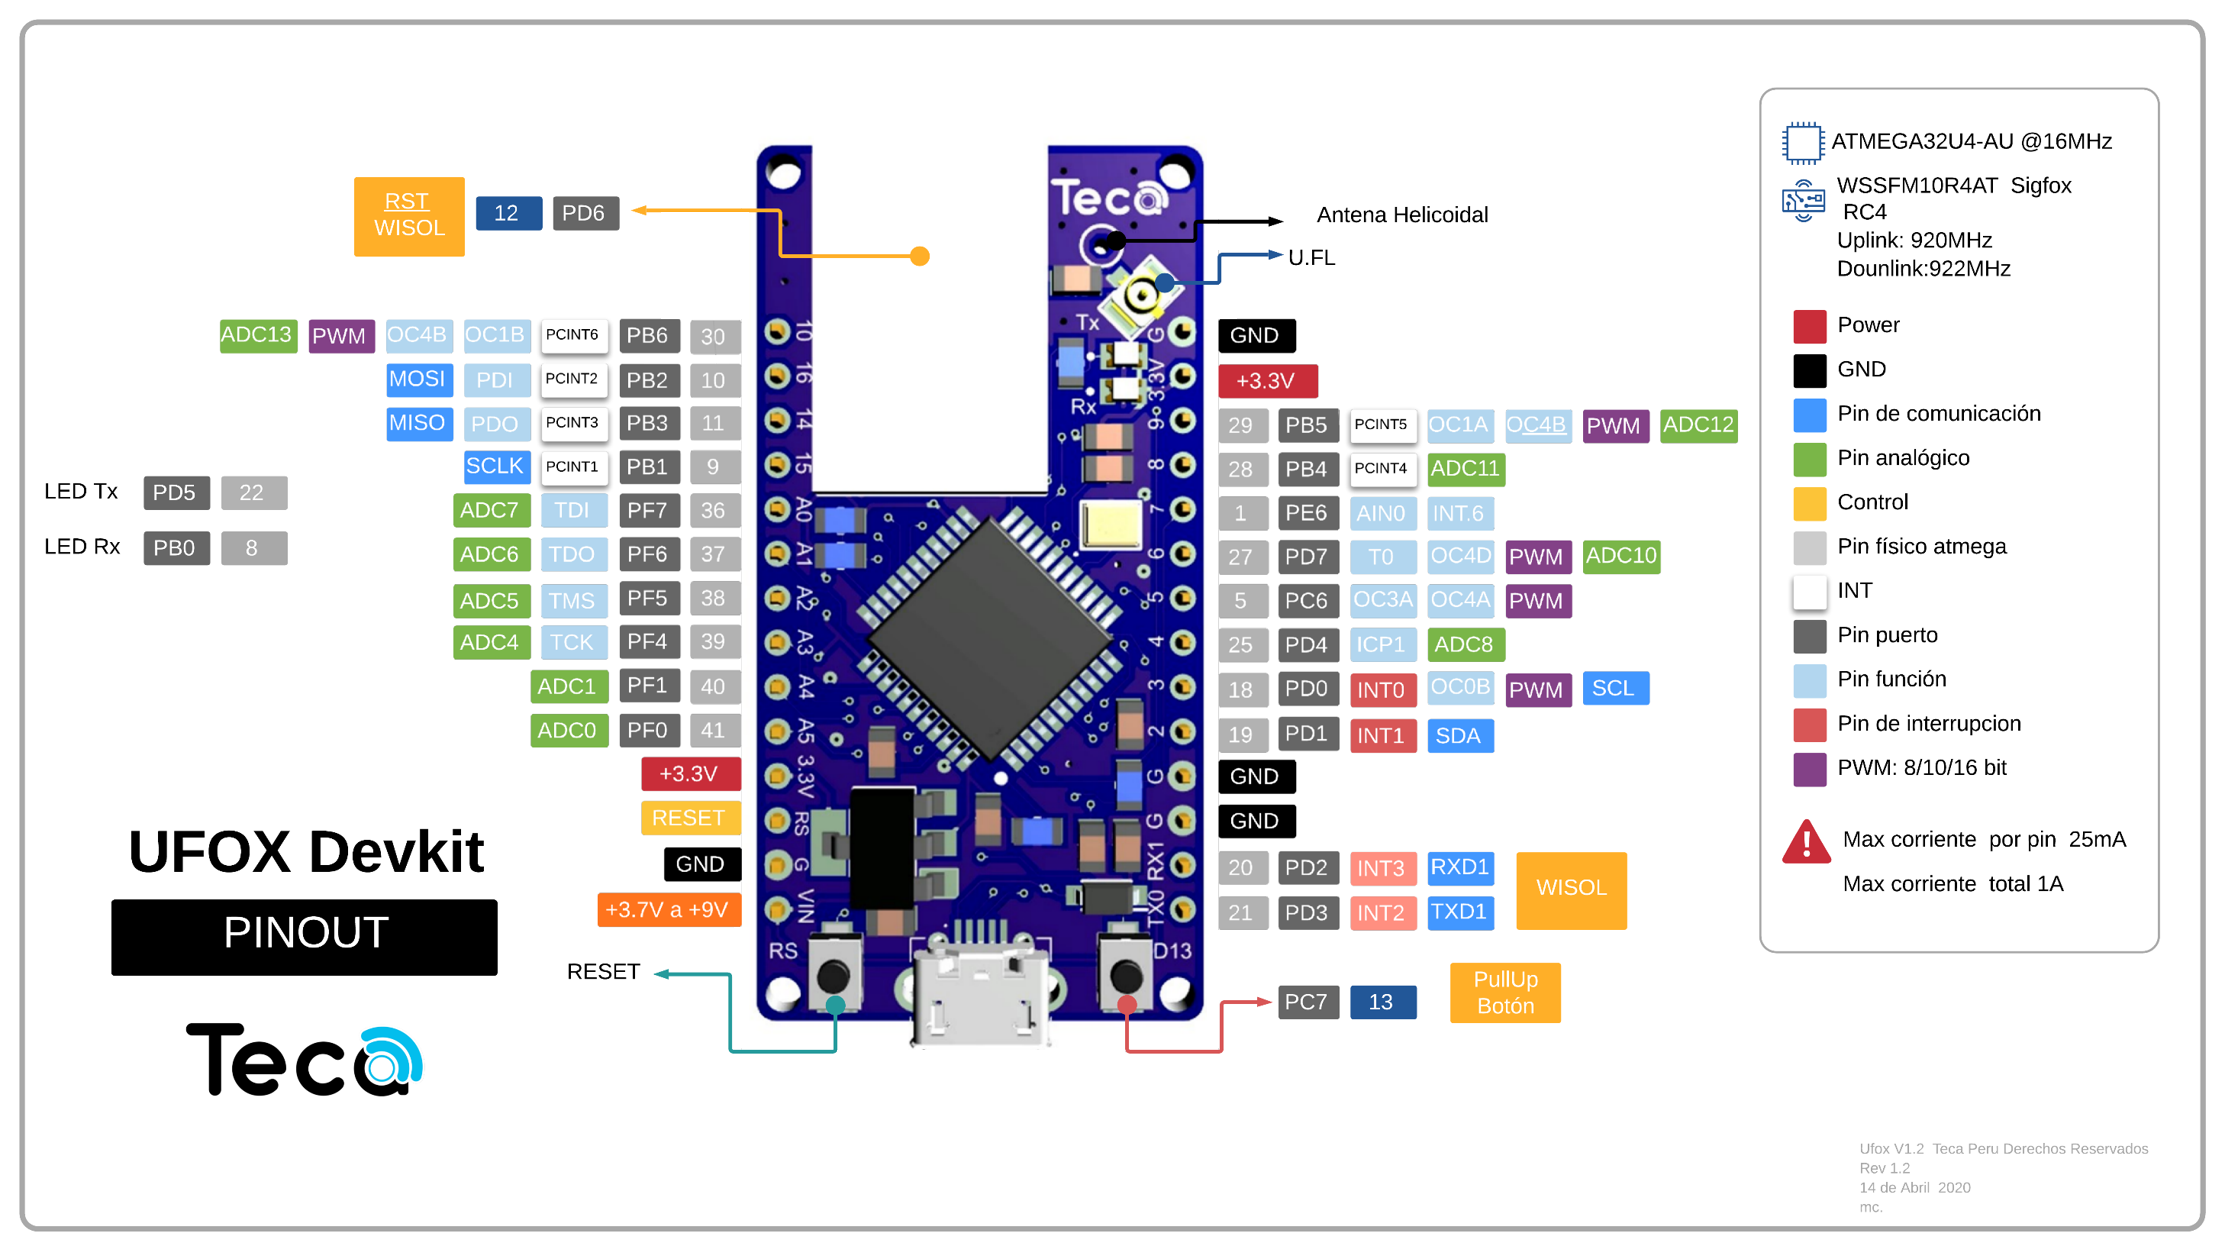 RST
WISOL
12
PD6
Teca
Antena Helicoidal
U.FL
ADC13 PWM OC4B OC1B PCINT6 PB6 30
MOSI PDI PCINT2 PB2 10
MISO PDO PCINT3 PB3 11
SCLK PCINT1 PB1 9
ADC7 TDI PF7 36
ADC6 TDO PF6 37
ADC5 TMS PF5 38
ADC4 TCK PF4 39
ADC1 PF1 40
ADC0 PF0 41
+3.3V
RESET
GND
+3.7V a +9V
LED Tx PD5 22
LED Rx PB0 8
10
16
14
15
A0
A1
A2
A3
A4
A5
3.3V
RS
G
VIN
RS
Tx
Rx
G
3.3V
9
8
7
6
5
4
3
2
G
G
RX1
TX0
D13
GND
+3.3V
29 PB5 PCINT5 OC1A OC4B PWM ADC12
28 PB4 PCINT4 ADC11
1 PE6 AIN0 INT.6
27 PD7 T0 OC4D PWM ADC10
5 PC6 OC3A OC4A PWM
25 PD4 ICP1 ADC8
18 PD0 INT0 OC0B PWM SCL
19 PD1 INT1 SDA
GND
GND
20 PD2 INT3 RXD1
21 PD3 INT2 TXD1
WISOL
RESET
PC7 13
PullUp
Botón
UFOX Devkit
PINOUT
Teca
ATMEGA32U4-AU @16MHz
WSSFM10R4AT Sigfox
RC4
Uplink: 920MHz
Dounlink:922MHz
Power
GND
Pin de comunicación
Pin analógico
Control
Pin físico atmega
INT
Pin puerto
Pin función
Pin de interrupcion
PWM: 8/10/16 bit
Max corriente por pin 25mA
Max corriente total 1A
Ufox V1.2 Teca Peru Derechos Reservados
Rev 1.2
14 de Abril 2020
mc.